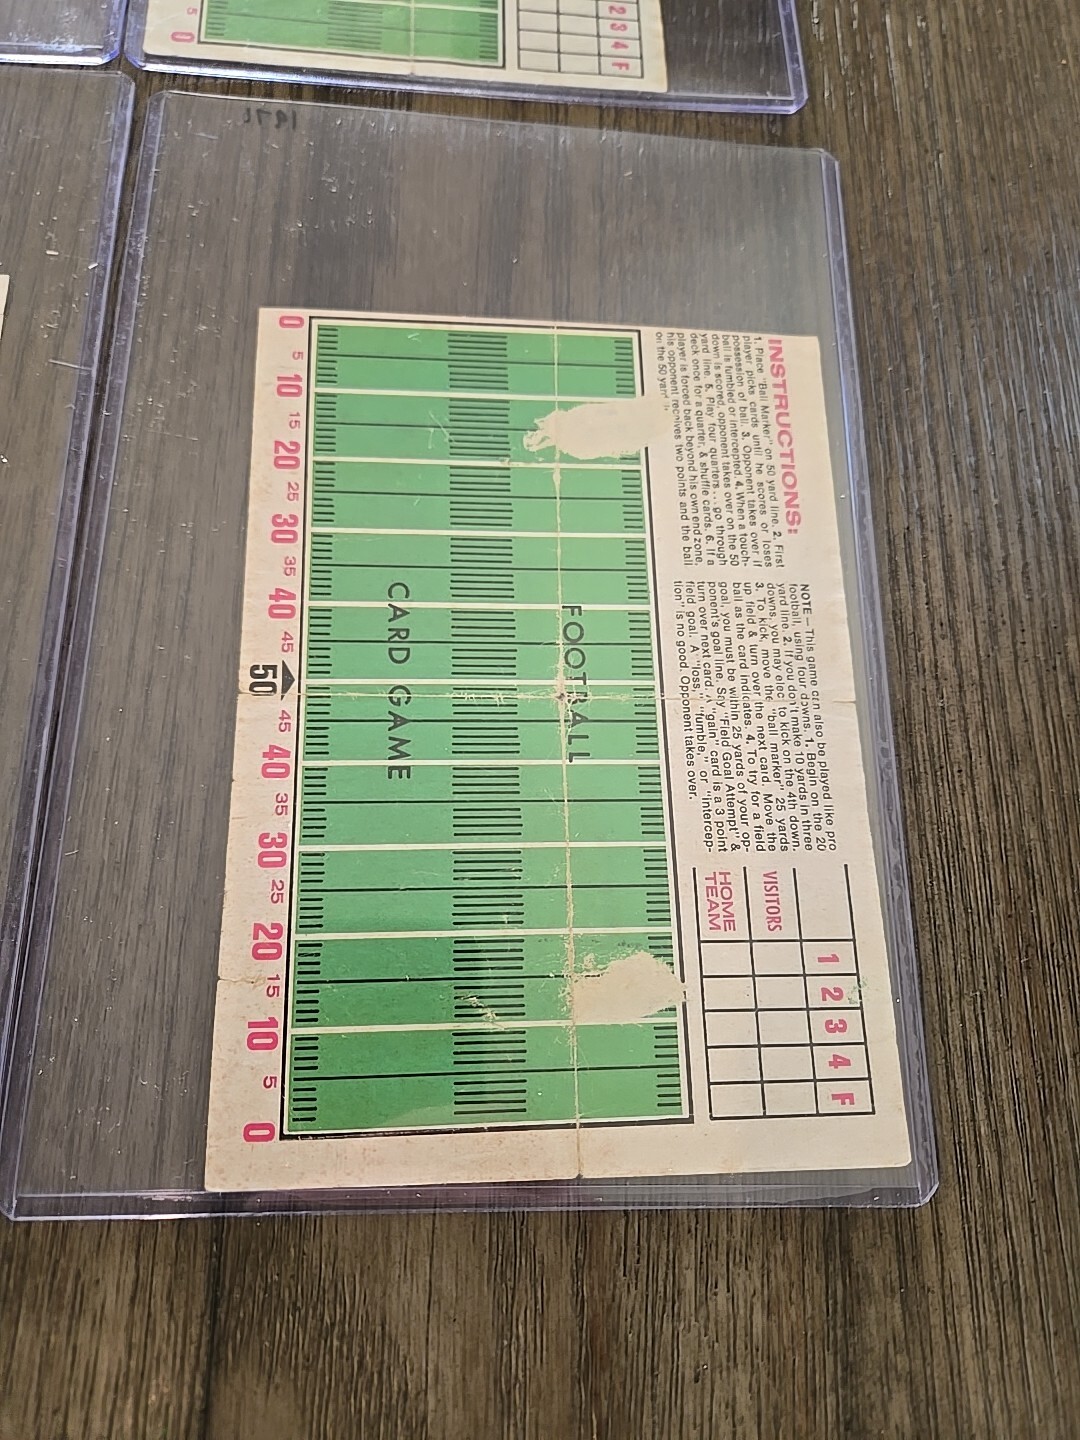 2 3 4 F
5
0
197
INSTRUCTIONS:
1. Place "Ball Marker" on 50 yard line. 2. First
player picks cards until he scores or loses
possession of ball. 3. Opponent takes over if
ball is fumbled or intercepted. 4. When a touch-
down is scored, opponent takes over on the 50
yard line. 5. Play four quarters... go through
deck once for a quarter, & shuffle cards. 6. If a
player is forced back beyond his own end zone,
his opponent receives two points and the ball
on the 50 yar
NOTE — This game can also be played like pro
football, using four downs. 1. Begin on the 20
yard line. 2. If you don't make 10 yards in three
downs, you may elect to kick on the 4th down.
3. To kick, move the "ball marker" 25 yards
up field & turn over the next card. Move the
ball as the card indicates. 4. To try for a field
goal, you must be within 25 yards of your op-
ponent's goal line. Say "Field Goal Attempt" &
turn over next card. A "gain" card is a 3 point
field goal. A "loss," "fumble," or "intercep-
tion" is no good. Opponent takes over.
1 2 3 4 F
VISITORS
HOME
TEAM
FOOTBALL
CARD GAME
0 5 10 15 20 25 30 35 40 45 50 45 40 35 30 25 20 15 10 5 0